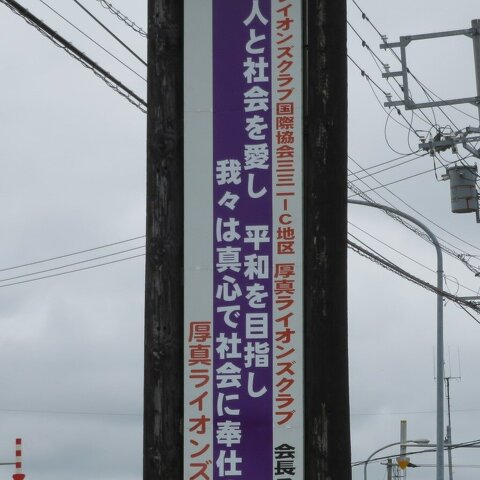 ライオンズクラブ国際協会三三一-C地区 厚真ライオンズクラブ 会長
人と社会を愛し 平和を目指し
我々は真心で社会に奉仕
厚真ライオンズ